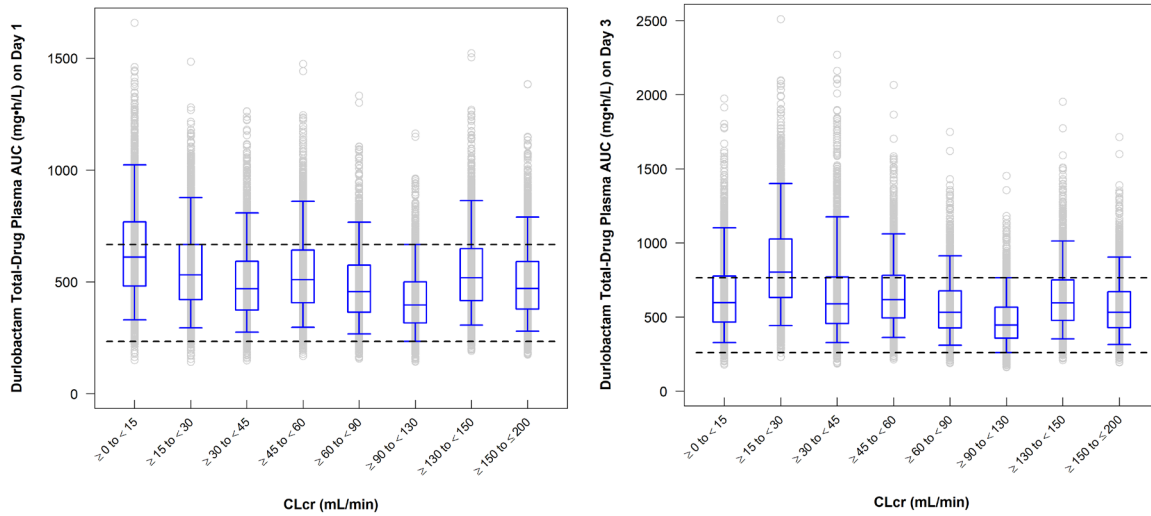 Durlobactam Total-Drug Plasma AUC (mg•h/L) on Day 1
1500
1000
500
0
≥ 0 to < 15
≥ 15 to < 30
≥ 30 to < 45
≥ 45 to < 60
≥ 60 to < 90
≥ 90 to < 130
≥ 130 to < 150
≥ 150 to ≤ 200
CLcr (mL/min)
Durlobactam Total-Drug Plasma AUC (mg•h/L) on Day 3
2500
2000
1500
1000
500
0
≥ 0 to < 15
≥ 15 to < 30
≥ 30 to < 45
≥ 45 to < 60
≥ 60 to < 90
≥ 90 to < 130
≥ 130 to < 150
≥ 150 to ≤ 200
CLcr (mL/min)